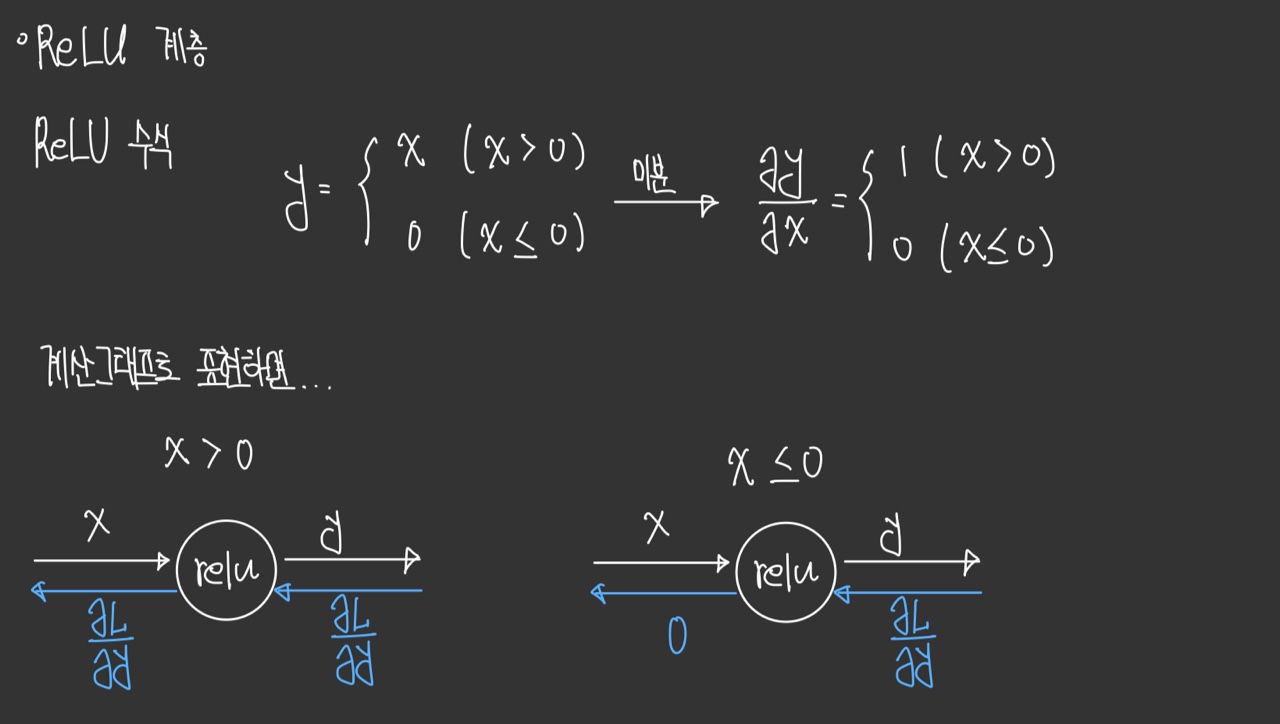 ° ReLU 계층
ReLU 수식
y = { x (x > 0)
0 (x ≤ 0)
미분
∂y/∂x = { 1 (x > 0)
0 (x ≤ 0)
계산그래프로 표현하면...
x > 0
x
relu
y
∂L/∂y
∂L/∂y
x ≤ 0
x
relu
y
0
∂L/∂y